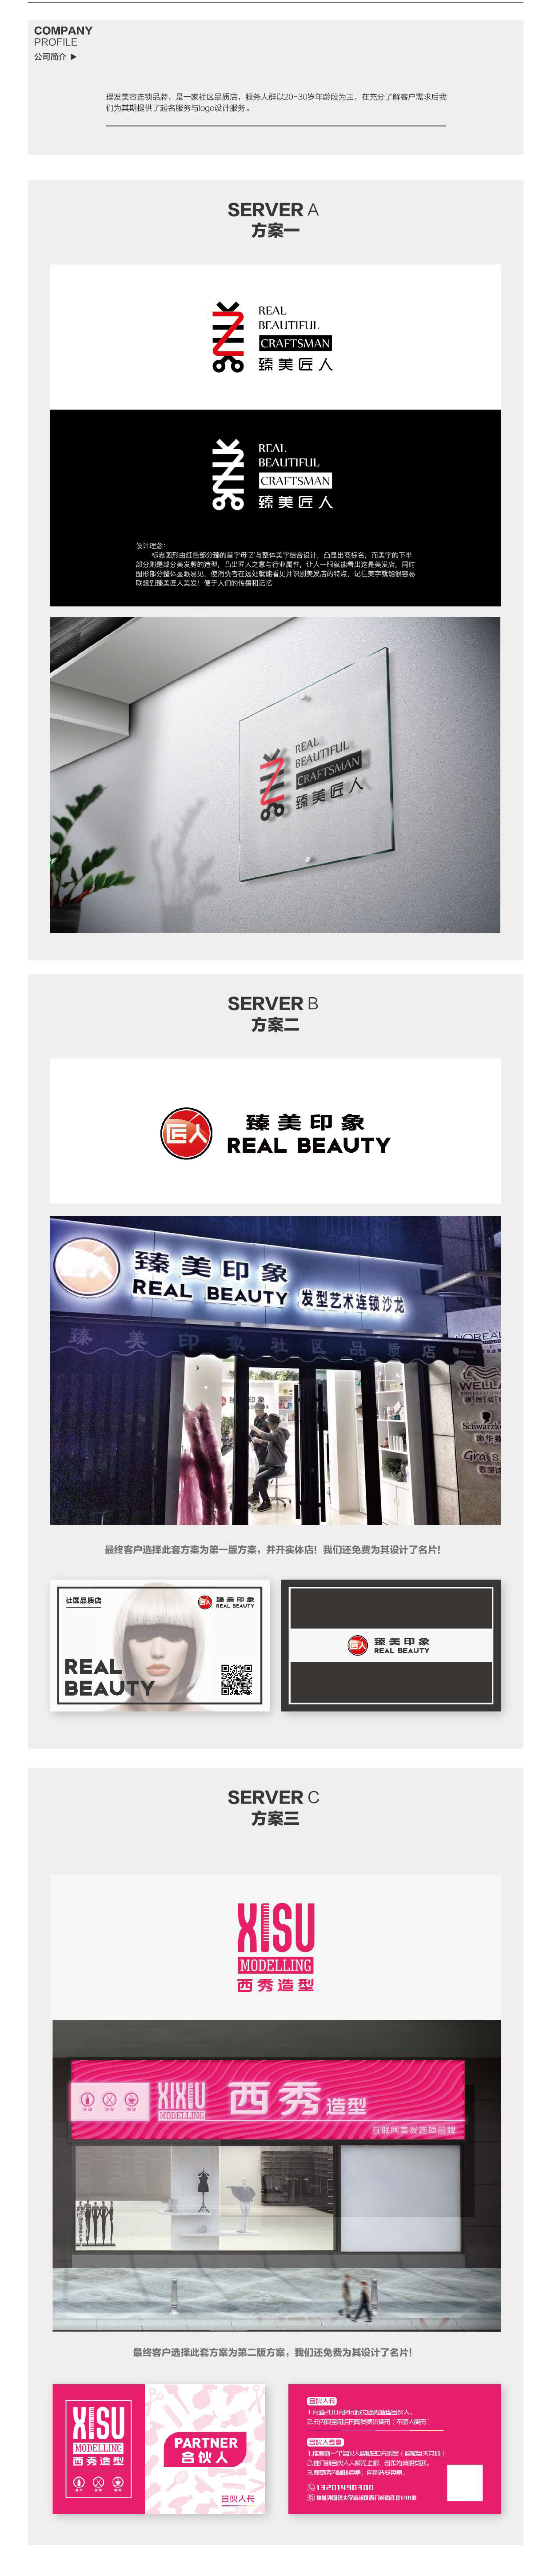 COMPANY
PROFILE
公司简介
理发美容连锁品牌，是一家社区品质店，服务人群以20-30岁年龄段为主，在充分了解客户需求后我
们为其期提供了起名服务与logo设计服务。
SERVER A
方案一
REAL
BEAUTIFUL
CRAFTSMAN
臻美匠人
REAL
BEAUTIFUL
CRAFTSMAN
臻美匠人
设计理念：
标志图形由红色部分臻的首字母“Z”与整体美字结合设计，凸显出商标名，而美字的下半
部分则是部分美发剪的造型，凸出匠人之意与行业属性，让人一眼就能看出这是美发店，同时
图形部分整体显眼易见，使消费者在远处就能看见并识别美发店的特点，记住美字就能很容易
联想到臻美匠人美发！便于人们的传播和记忆
REAL
BEAUTIFUL
CRAFTSMAN
臻美匠人
SERVER B
方案二
匠人
臻美印象
REAL BEAUTY
臻美印象
REAL BEAUTY
发型艺术连锁沙龙
臻美印象社区品质店
WELLA
Schwarzko
施华蔻
最终客户选择此套方案为第一版方案，并开实体店！我们还免费为其设计了名片！
社区品质店
匠人
臻美印象
REAL BEAUTY
REAL
BEAUTY
匠人
臻美印象
REAL BEAUTY
SERVER C
方案三
XISU
MODELLING
西秀造型
XIXIU
MODELLING
西秀造型
互联网美发连锁品牌
最终客户选择此套方案为第二版方案，我们还免费为其设计了名片！
XISU
MODELLING
西秀造型
PARTNER
合伙人
合伙人卡
合伙人卡
13201490300